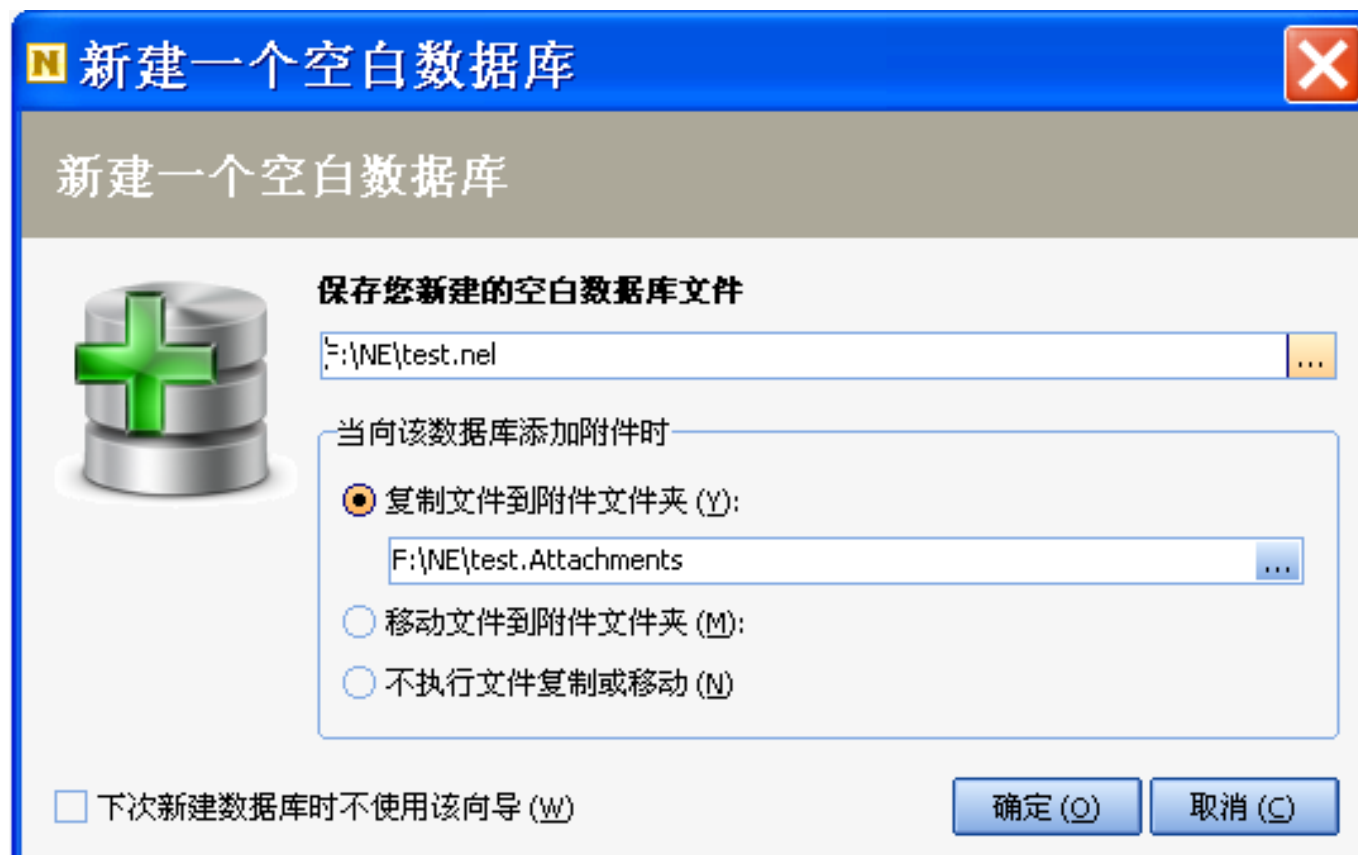 N 新建一个空白数据库
新建一个空白数据库
保存您新建的空白数据库文件
F:\NE\test.nel ...
当向该数据库添加附件时
复制文件到附件文件夹 (Y):
F:\NE\test.Attachments ...
移动文件到附件文件夹 (M):
不执行文件复制或移动 (N)
下次新建数据库时不使用该向导 (W) 确定 (O) 取消 (C)